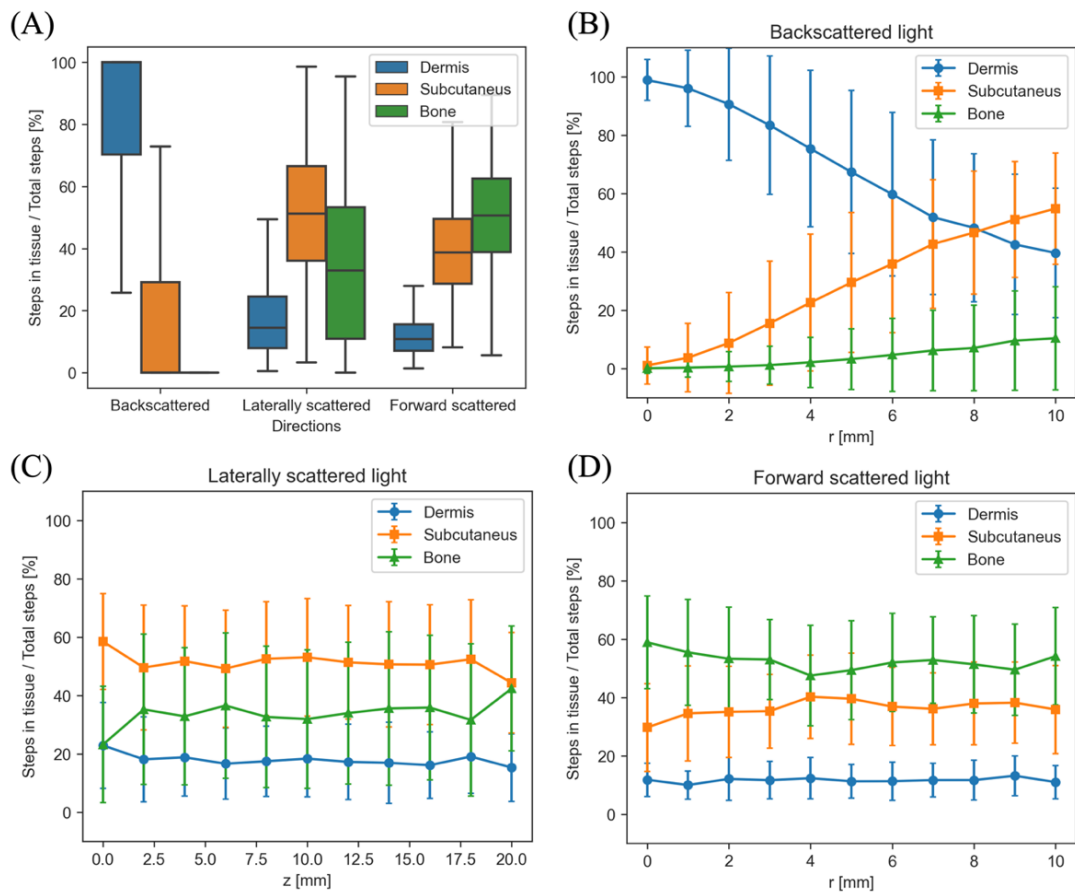 (A)
Steps in tissue / Total steps [%]
100
80
60
40
20
0
Dermis
Subcutaneus
Bone
Backscattered
Laterally scattered
Forward scattered
Directions
(B)
Backscattered light
Steps in tissue / Total steps [%]
100
80
60
40
20
0
Dermis
Subcutaneus
Bone
0 2 4 6 8 10
r [mm]
(C)
Laterally scattered light
Steps in tissue / Total steps [%]
100
80
60
40
20
0
Dermis
Subcutaneus
Bone
0.0 2.5 5.0 7.5 10.0 12.5 15.0 17.5 20.0
z [mm]
(D)
Forward scattered light
Steps in tissue / Total steps [%]
100
80
60
40
20
0
Dermis
Subcutaneus
Bone
0 2 4 6 8 10
r [mm]